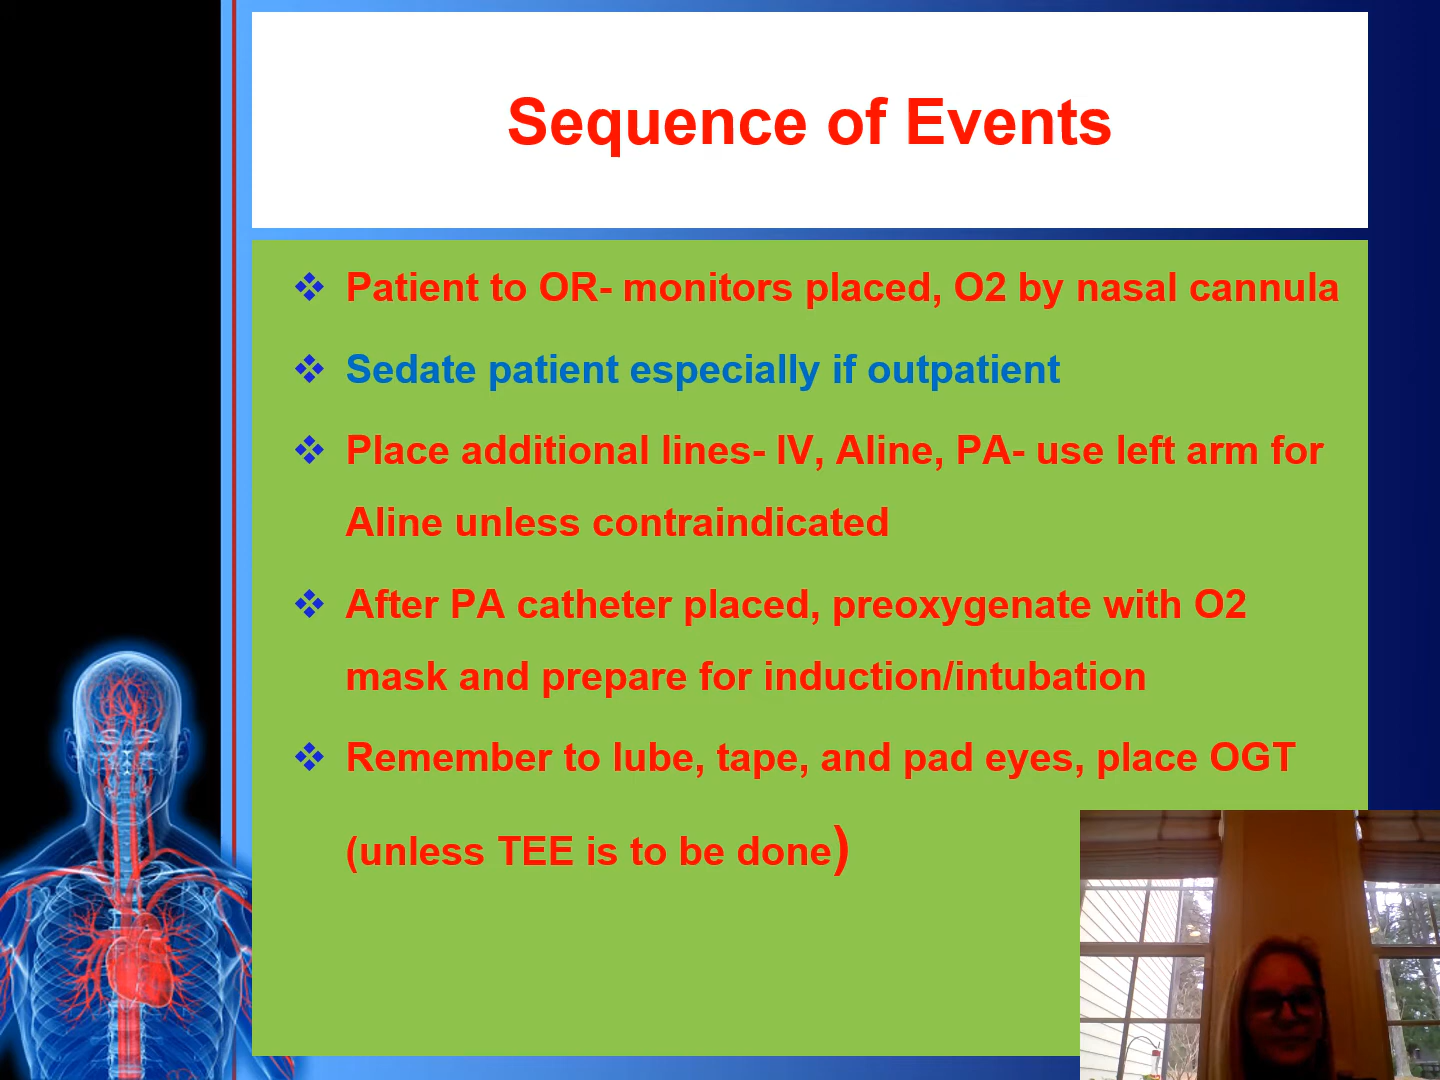 Sequence of Events
❖ Patient to OR- monitors placed, O2 by nasal cannula
❖ Sedate patient especially if outpatient
❖ Place additional lines- IV, Aline, PA- use left arm for
Aline unless contraindicated
❖ After PA catheter placed, preoxygenate with O2
mask and prepare for induction/intubation
❖ Remember to lube, tape, and pad eyes, place OGT
(unless TEE is to be done)